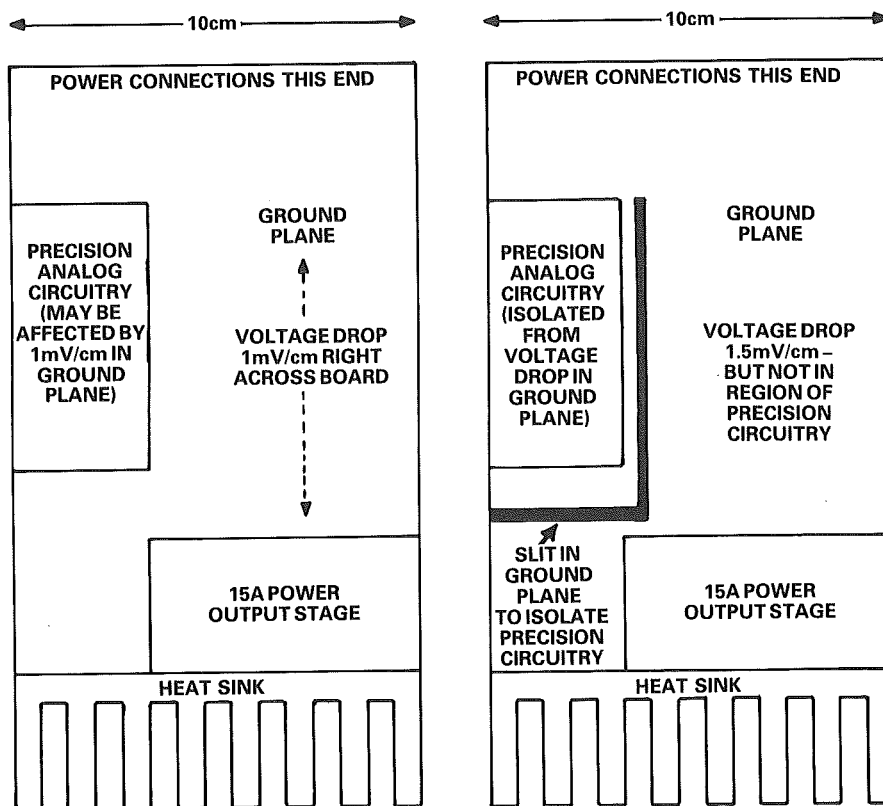 10cm
POWER CONNECTIONS THIS END
GROUND
PLANE
PRECISION
ANALOG
CIRCUITRY
(MAY BE
AFFECTED BY
1mV/cm IN
GROUND
PLANE)
VOLTAGE DROP
1mV/cm RIGHT
ACROSS BOARD
15A POWER
OUTPUT STAGE
HEAT SINK
10cm
POWER CONNECTIONS THIS END
GROUND
PLANE
PRECISION
ANALOG
CIRCUITRY
(ISOLATED
FROM
VOLTAGE
DROP IN
GROUND
PLANE)
VOLTAGE DROP
1.5mV/cm –
BUT NOT IN
REGION OF
PRECISION
CIRCUITRY
SLIT IN
GROUND
PLANE
TO ISOLATE
PRECISION
CIRCUITRY
15A POWER
OUTPUT STAGE
HEAT SINK